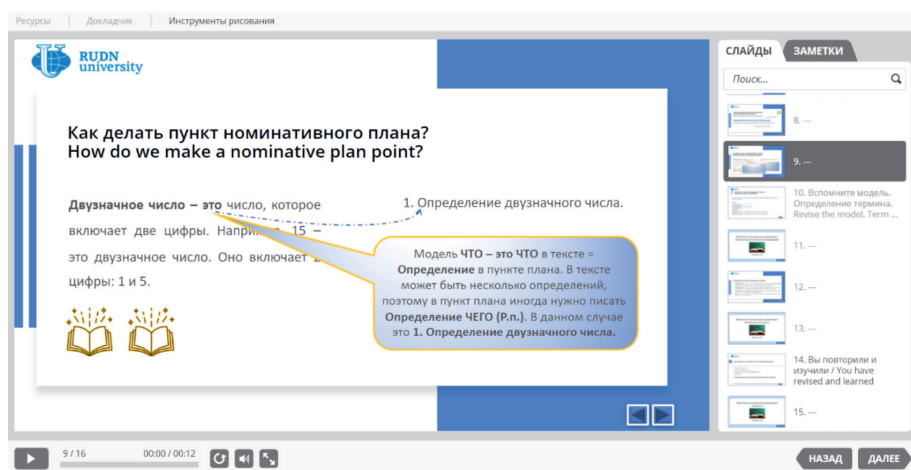 Ресурсы
Докладчик
Инструменты рисования
RUDN
university
Как делать пункт номинативного плана?
How do we make a nominative plan point?
Двузначное число – это число, которое
включает две цифры. Например, 15 –
это двузначное число. Оно включает 2
цифры: 1 и 5.
1. Определение двузначного числа.
Модель ЧТО – это ЧТО в тексте =
Определение в пункте плана. В тексте
может быть несколько определений,
поэтому в пункт плана иногда нужно писать
Определение ЧЕГО (Р.п.). В данном случае
это 1. Определение двузначного числа.
СЛАЙДЫ
ЗАМЕТКИ
Поиск...
8. ---
9. ---
10. Вспомните модель.
Определение термина.
Revise the model. Term ...
11. ---
12. ---
13. ---
14. Вы повторили и
изучили / You have
revised and learned
15. ---
9 / 16
00:00 / 00:12
НАЗАД
ДАЛЕЕ